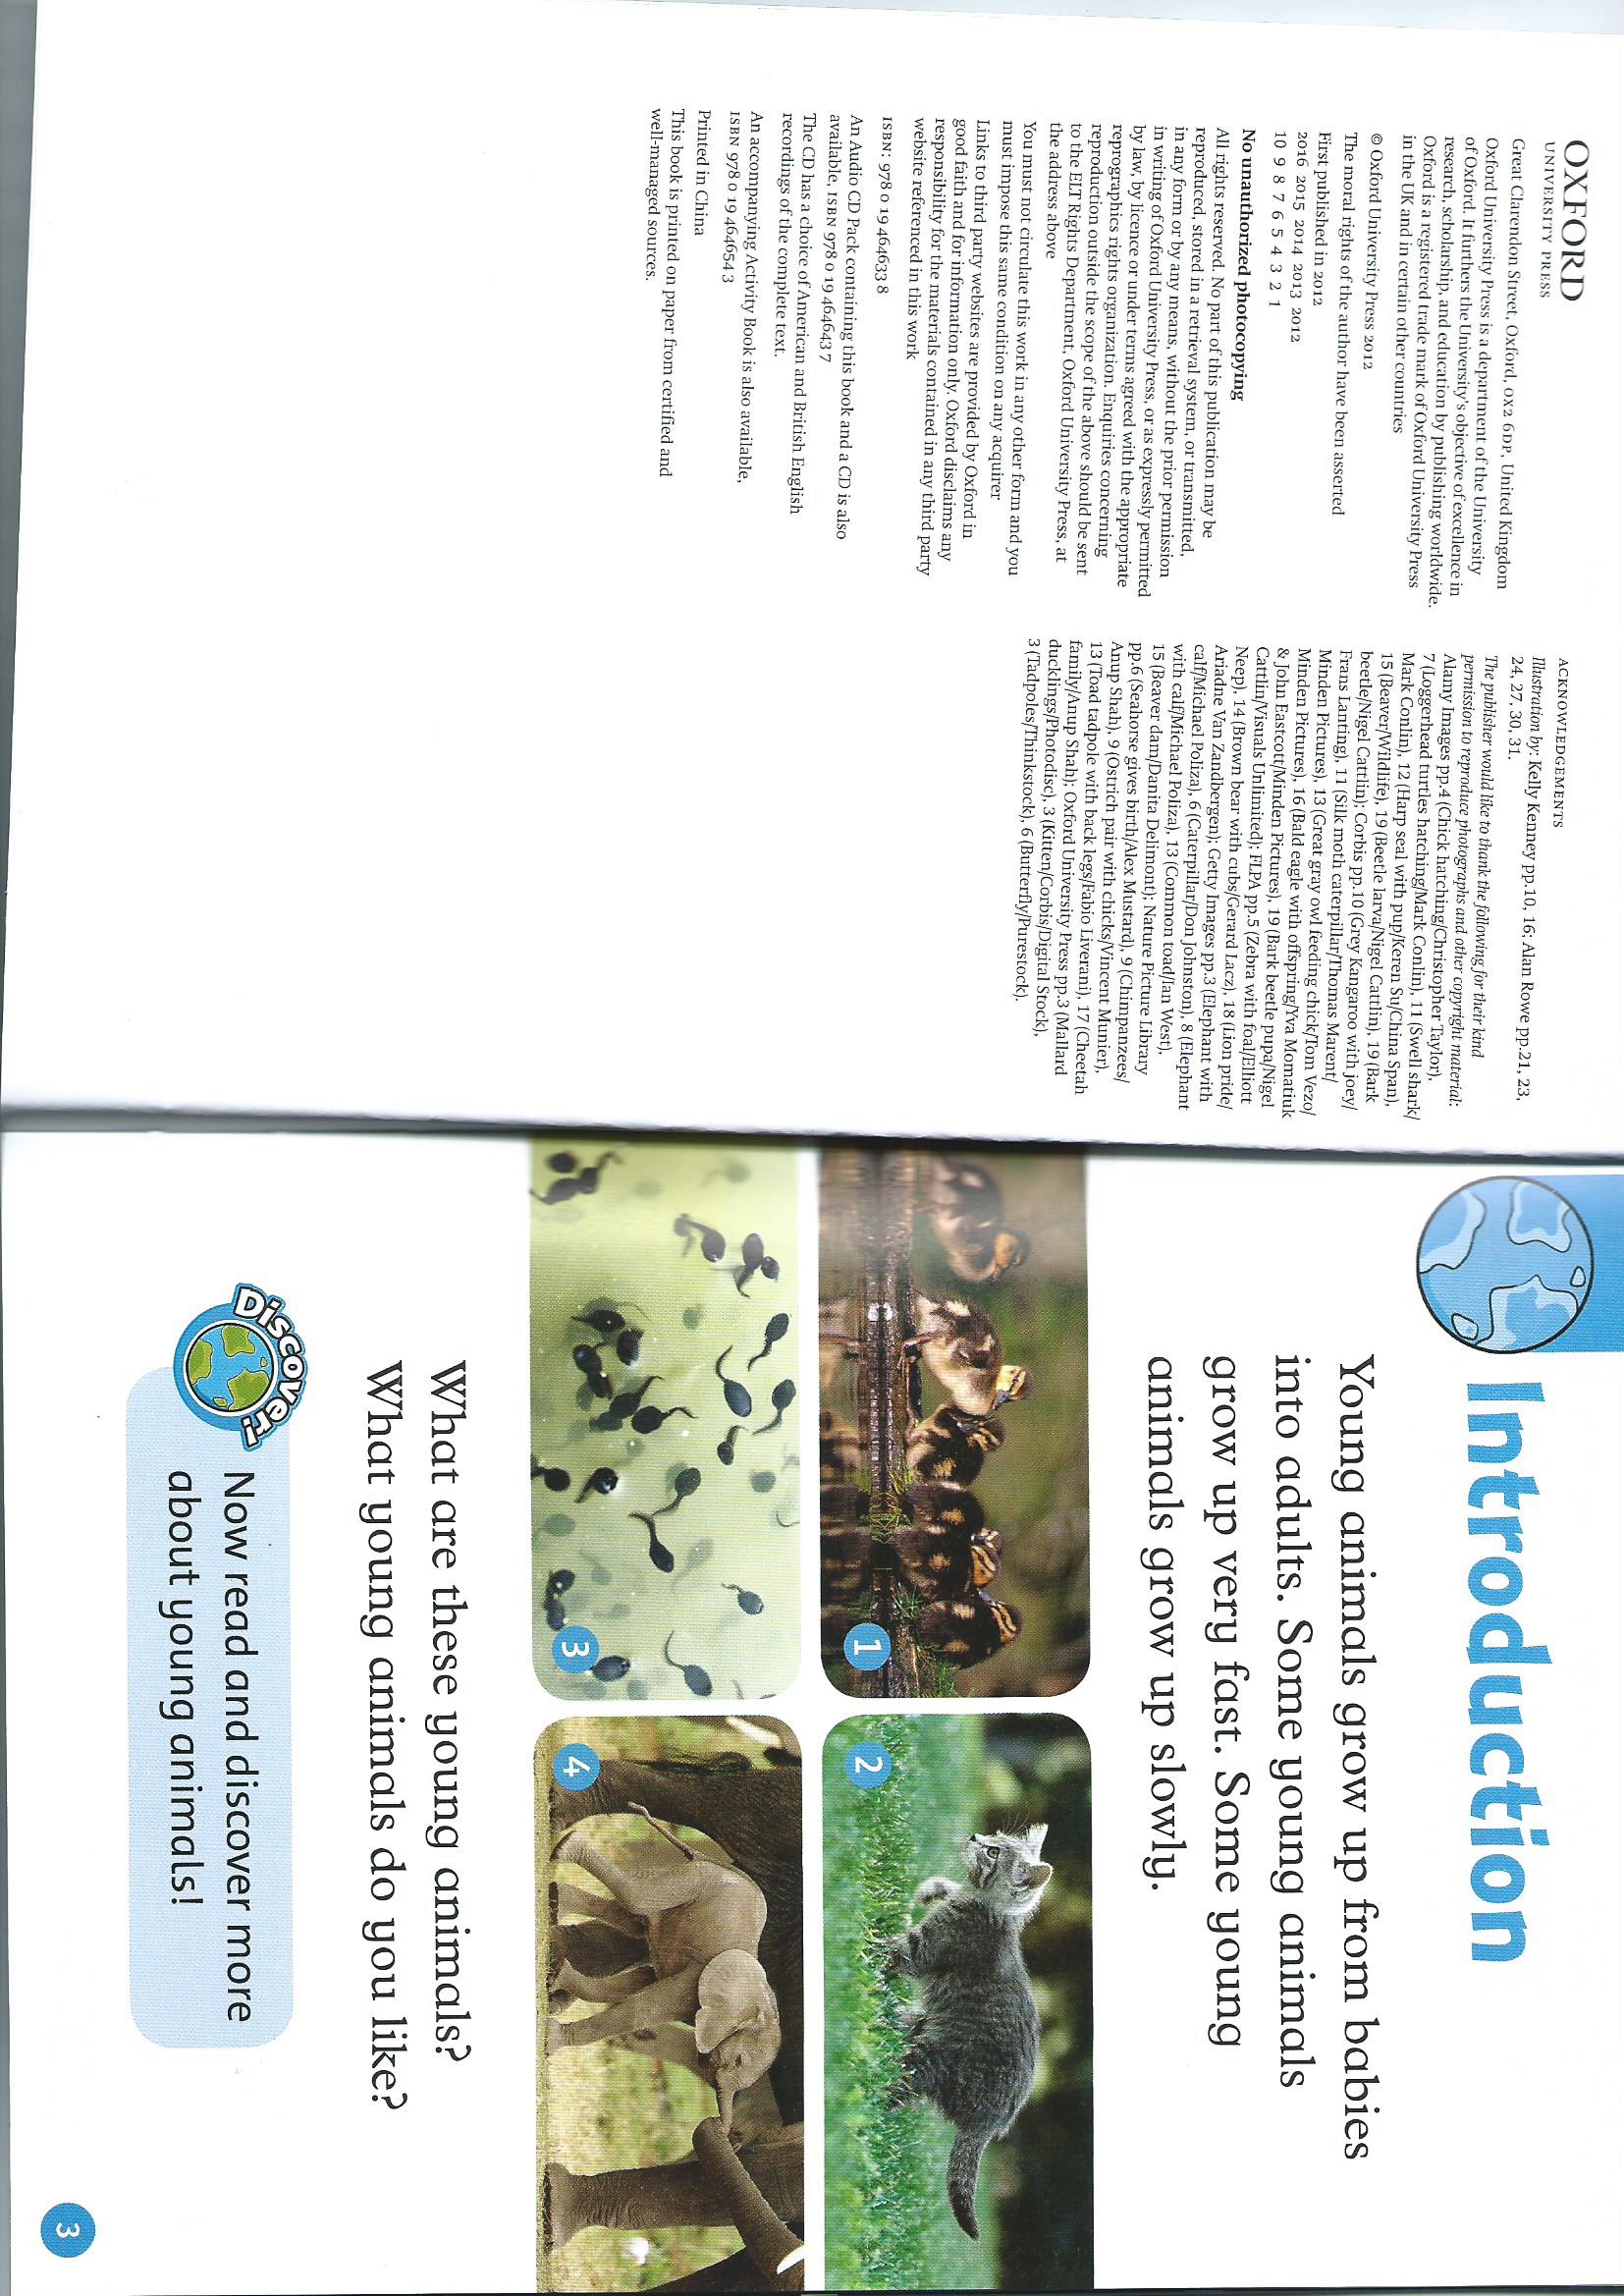 OXFORD
UNIVERSITY PRESS
Great Clarendon Street, Oxford, OX2 6DP, United Kingdom
Oxford University Press is a department of the University
of Oxford. It furthers the University's objective of excellence in
research, scholarship, and education by publishing worldwide.
Oxford is a registered trade mark of Oxford University Press
in the UK and in certain other countries
© Oxford University Press 2012
The moral rights of the author have been asserted
First published in 2012
2016 2015 2014 2013 2012
10 9 8 7 6 5 4 3 2 1
No unauthorized photocopying
All rights reserved. No part of this publication may be
reproduced, stored in a retrieval system, or transmitted,
in any form or by any means, without the prior permission
in writing of Oxford University Press, or as expressly permitted
by law, by licence or under terms agreed with the appropriate
reprographics rights organization. Enquiries concerning
reproduction outside the scope of the above should be sent
to the ELT Rights Department, Oxford University Press, at
the address above
You must not circulate this work in any other form and you
must impose this same condition on any acquirer
Links to third party websites are provided by Oxford in
good faith and for information only. Oxford disclaims any
responsibility for the materials contained in any third party
website referenced in this work
ISBN: 978 0 19 464633 8
An Audio CD Pack containing this book and a CD is also
available, ISBN 978 0 19 464643 7
The CD has a choice of American and British English
recordings of the complete text.
An accompanying Activity Book is also available,
ISBN 978 0 19 464654 3
Printed in China
This book is printed on paper from certified and
well-managed sources.
ACKNOWLEDGEMENTS
Illustration by: Kelly Kenney pp.10, 16; Alan Rowe pp.21, 23,
24, 27, 30, 31.
The publisher would like to thank the following for their kind
permission to reproduce photographs and other copyright material:
Alamy Images pp.4 (Chick hatching/Christopher Taylor),
7 (Loggerhead turtles hatching/Mark Conlin), 11 (Swell shark/
Mark Conlin), 12 (Harp seal with pup/Keren Su/China Span),
15 (Beaver/Wildlife), 19 (Beetle larva/Nigel Cattlin), 19 (Bark
beetle/Nigel Cattlin); Corbis pp.10 (Grey Kangaroo with joey/
Frans Lanting), 11 (Silk moth caterpillar/Thomas Marent/
Minden Pictures), 13 (Great gray owl feeding chick/Tom Vezo/
Minden Pictures), 16 (Bald eagle with offspring/Yva Momatiuk
& John Eastcott/Minden Pictures), 19 (Bark beetle pupa/Nigel
Cattlin/Visuals Unlimited); FLPA pp.5 (Zebra with foal/Elliott
Neep), 14 (Brown bear with cubs/Gerard Lacz), 18 (Lion pride/
Ariadne Van Zandbergen); Getty Images pp.3 (Elephant with
calf/Michael Poliza), 6 (Caterpillar/Don Johnston), 8 (Elephant
with calf/Michael Poliza), 13 (Common toad/Ian West),
15 (Beaver dam/Danita Delimont); Nature Picture Library
pp.6 (Seahorse gives birth/Alex Mustard), 9 (Chimpanzees/
Anup Shah), 9 (Ostrich pair with chicks/Vincent Munier),
13 (Toad tadpole with back legs/Fabio Liverani), 17 (Cheetah
family/Anup Shah); Oxford University Press pp.3 (Mallard
ducklings/Photodisc), 3 (Kitten/Corbis/Digital Stock),
3 (Tadpoles/Thinkstock), 6 (Butterfly/Purestock).
Introduction
Young animals grow up from babies
into adults. Some young animals
grow up very fast. Some young
animals grow up slowly.
1
2
3
4
What are these young animals?
What young animals do you like?
Discover!
Now read and discover more
about young animals!
3